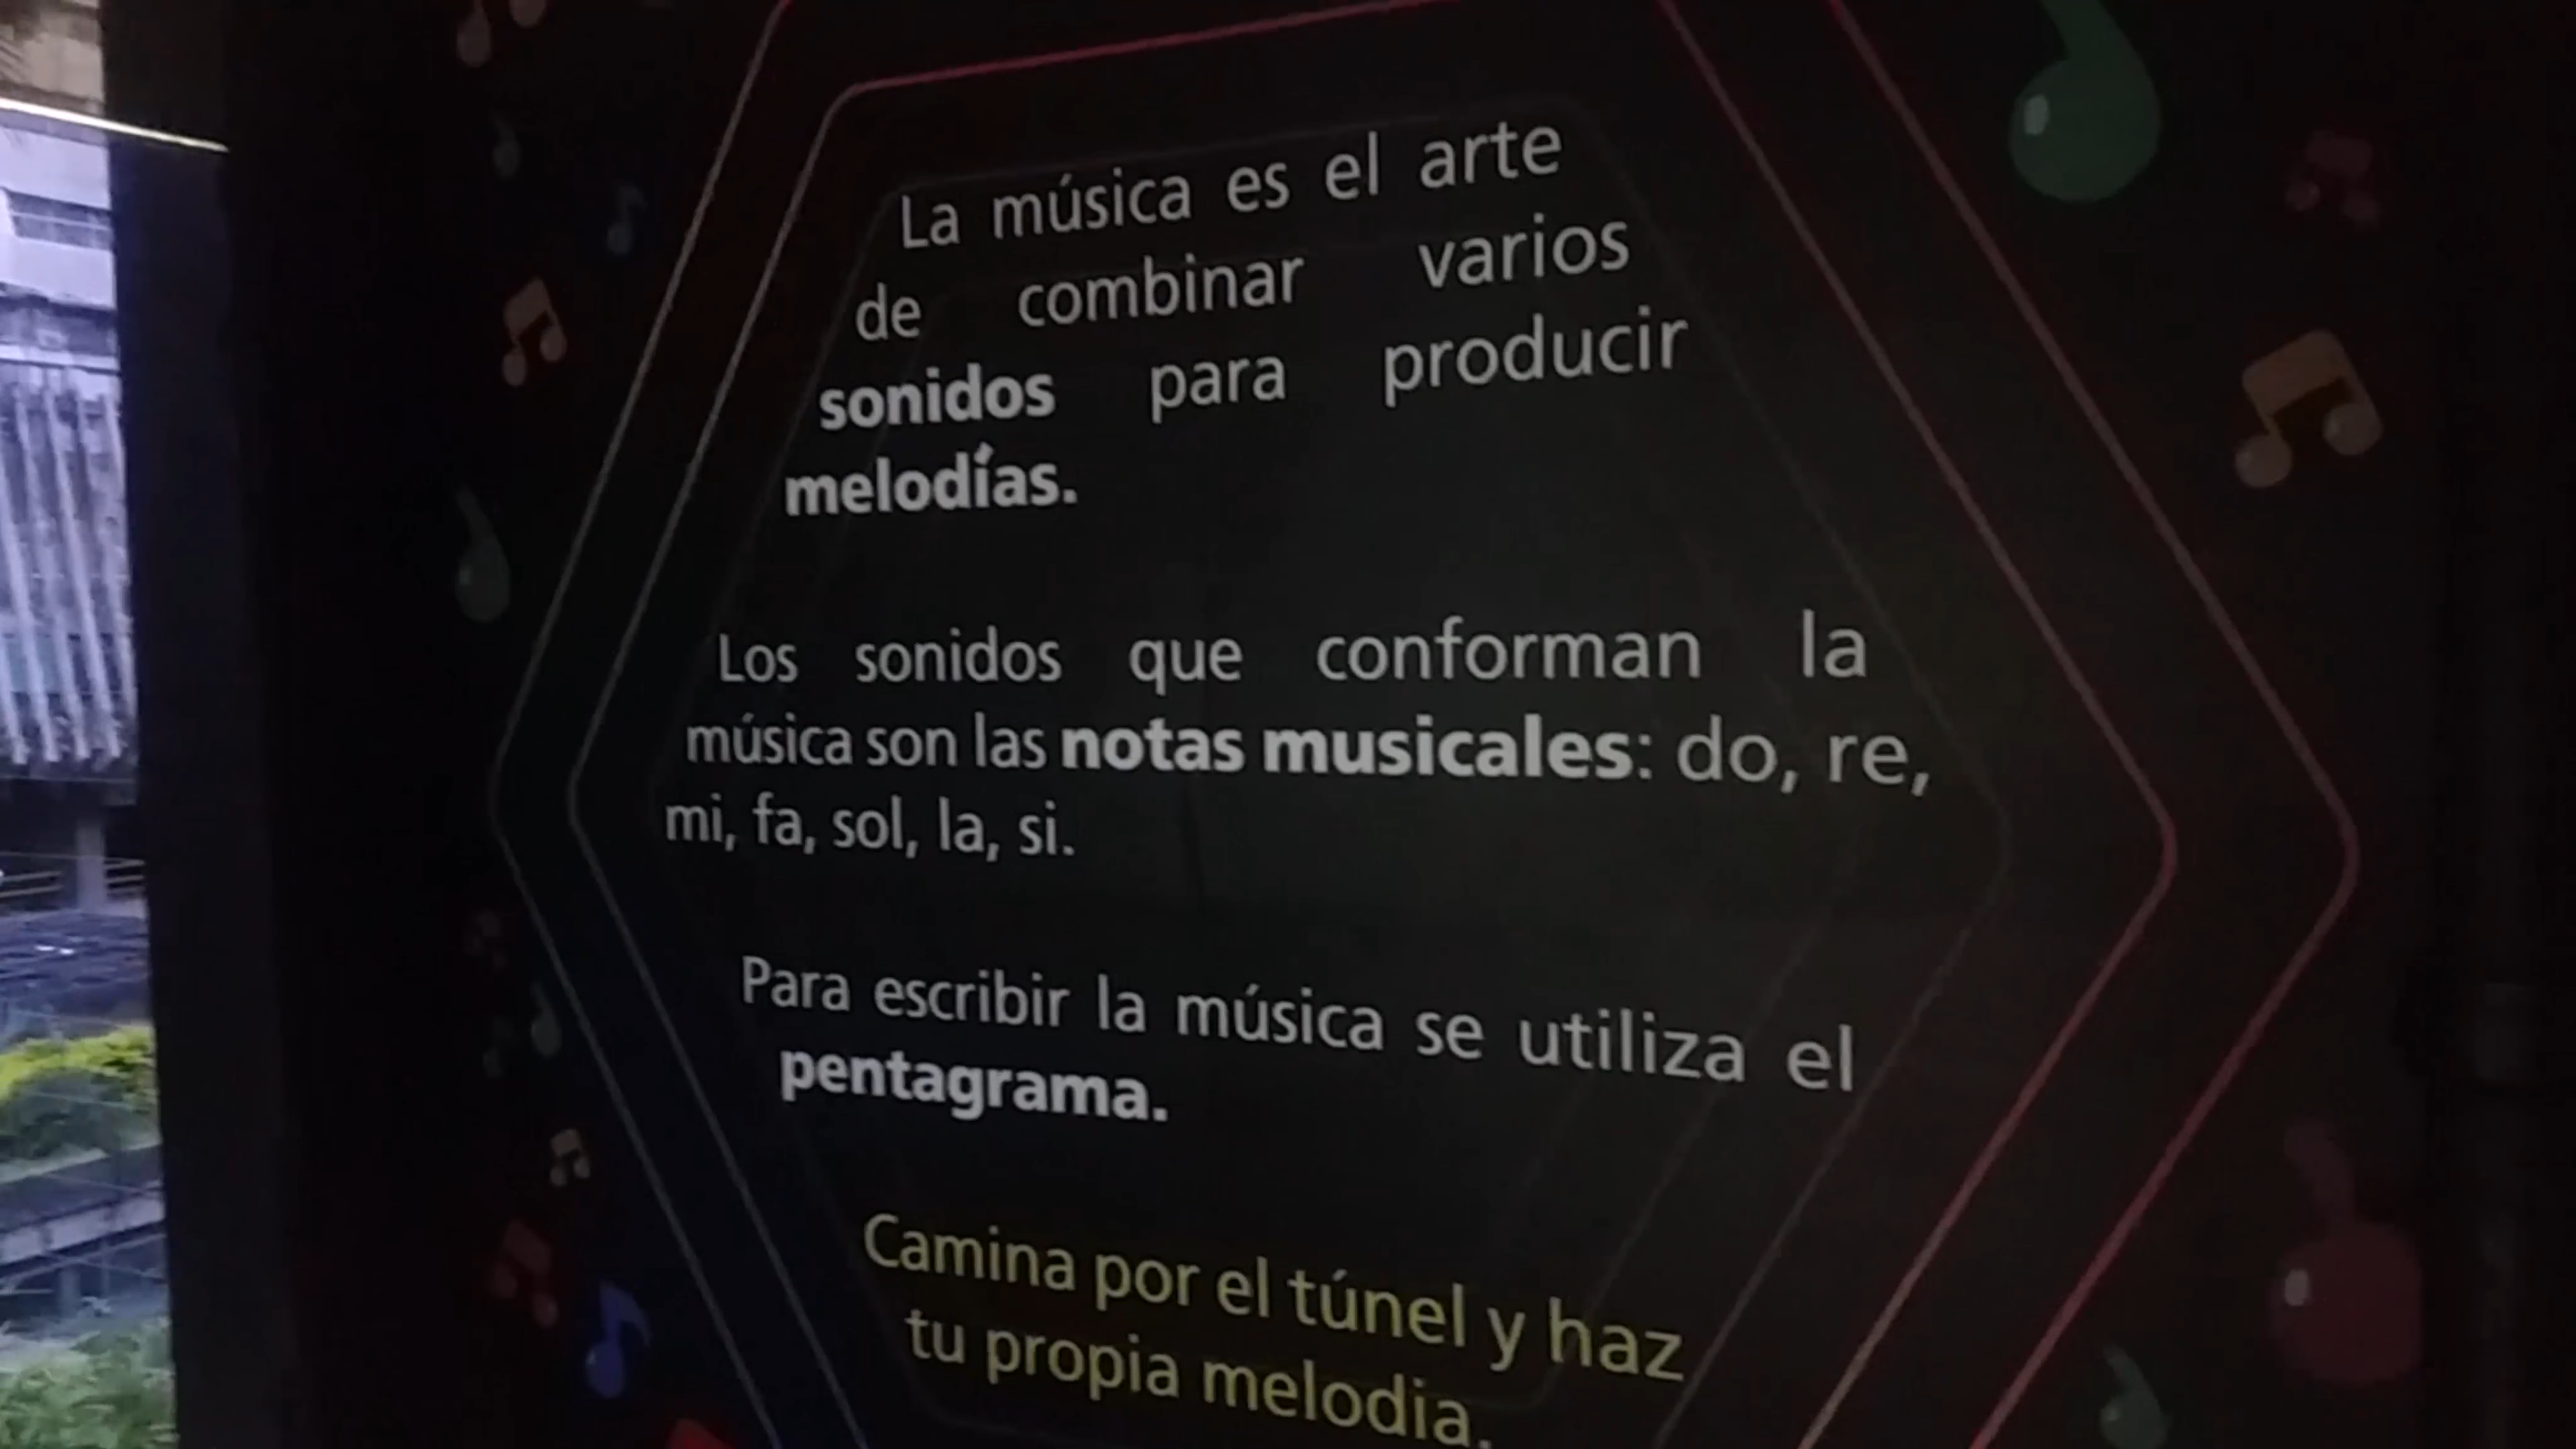 La música es el arte
de combinar varios
sonidos para producir
melodías.
Los sonidos que conforman la
música son las notas musicales: do, re,
mi, fa, sol, la, si.
Para escribir la música se utiliza el
pentagrama.
Camina por el túnel y haz
tu propia melodia.